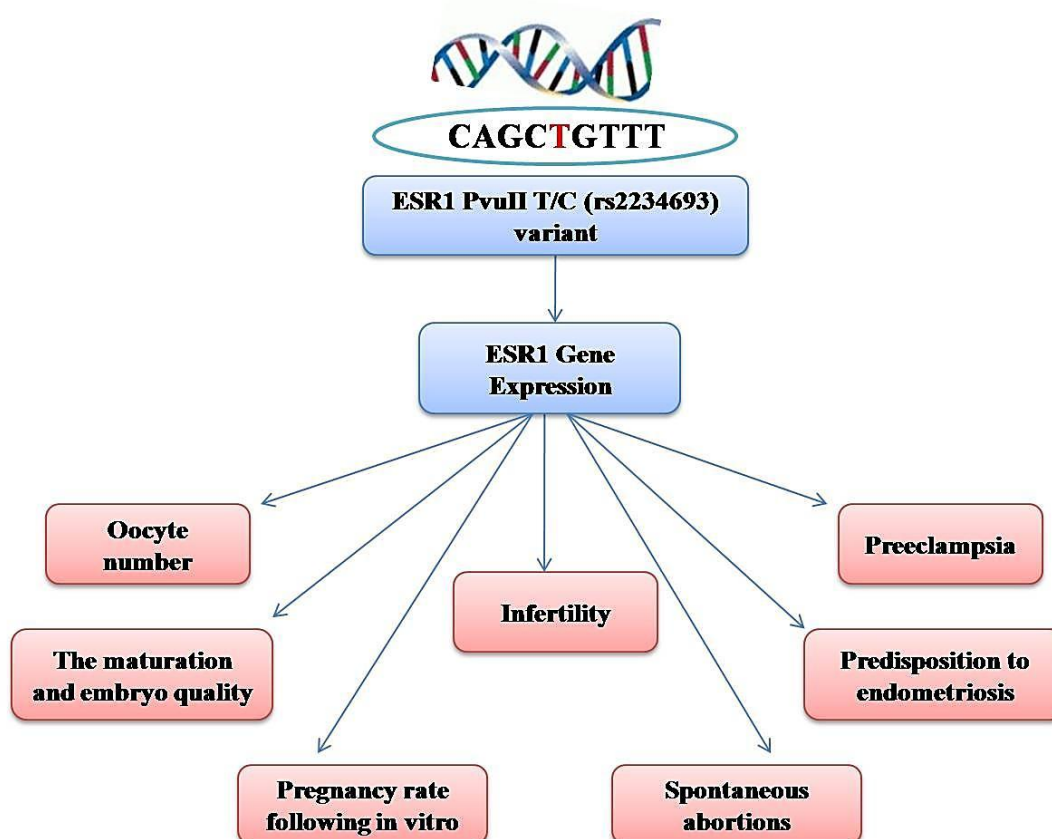 CAGCTGTTT
ESR1 PvuII T/C (rs2234693)
variant
ESR1 Gene
Expression
Oocyte
number
Preeclampsia
Infertility
The maturation
and embryo quality
Predisposition to
endometriosis
Pregnancy rate
following in vitro
Spontaneous
abortions